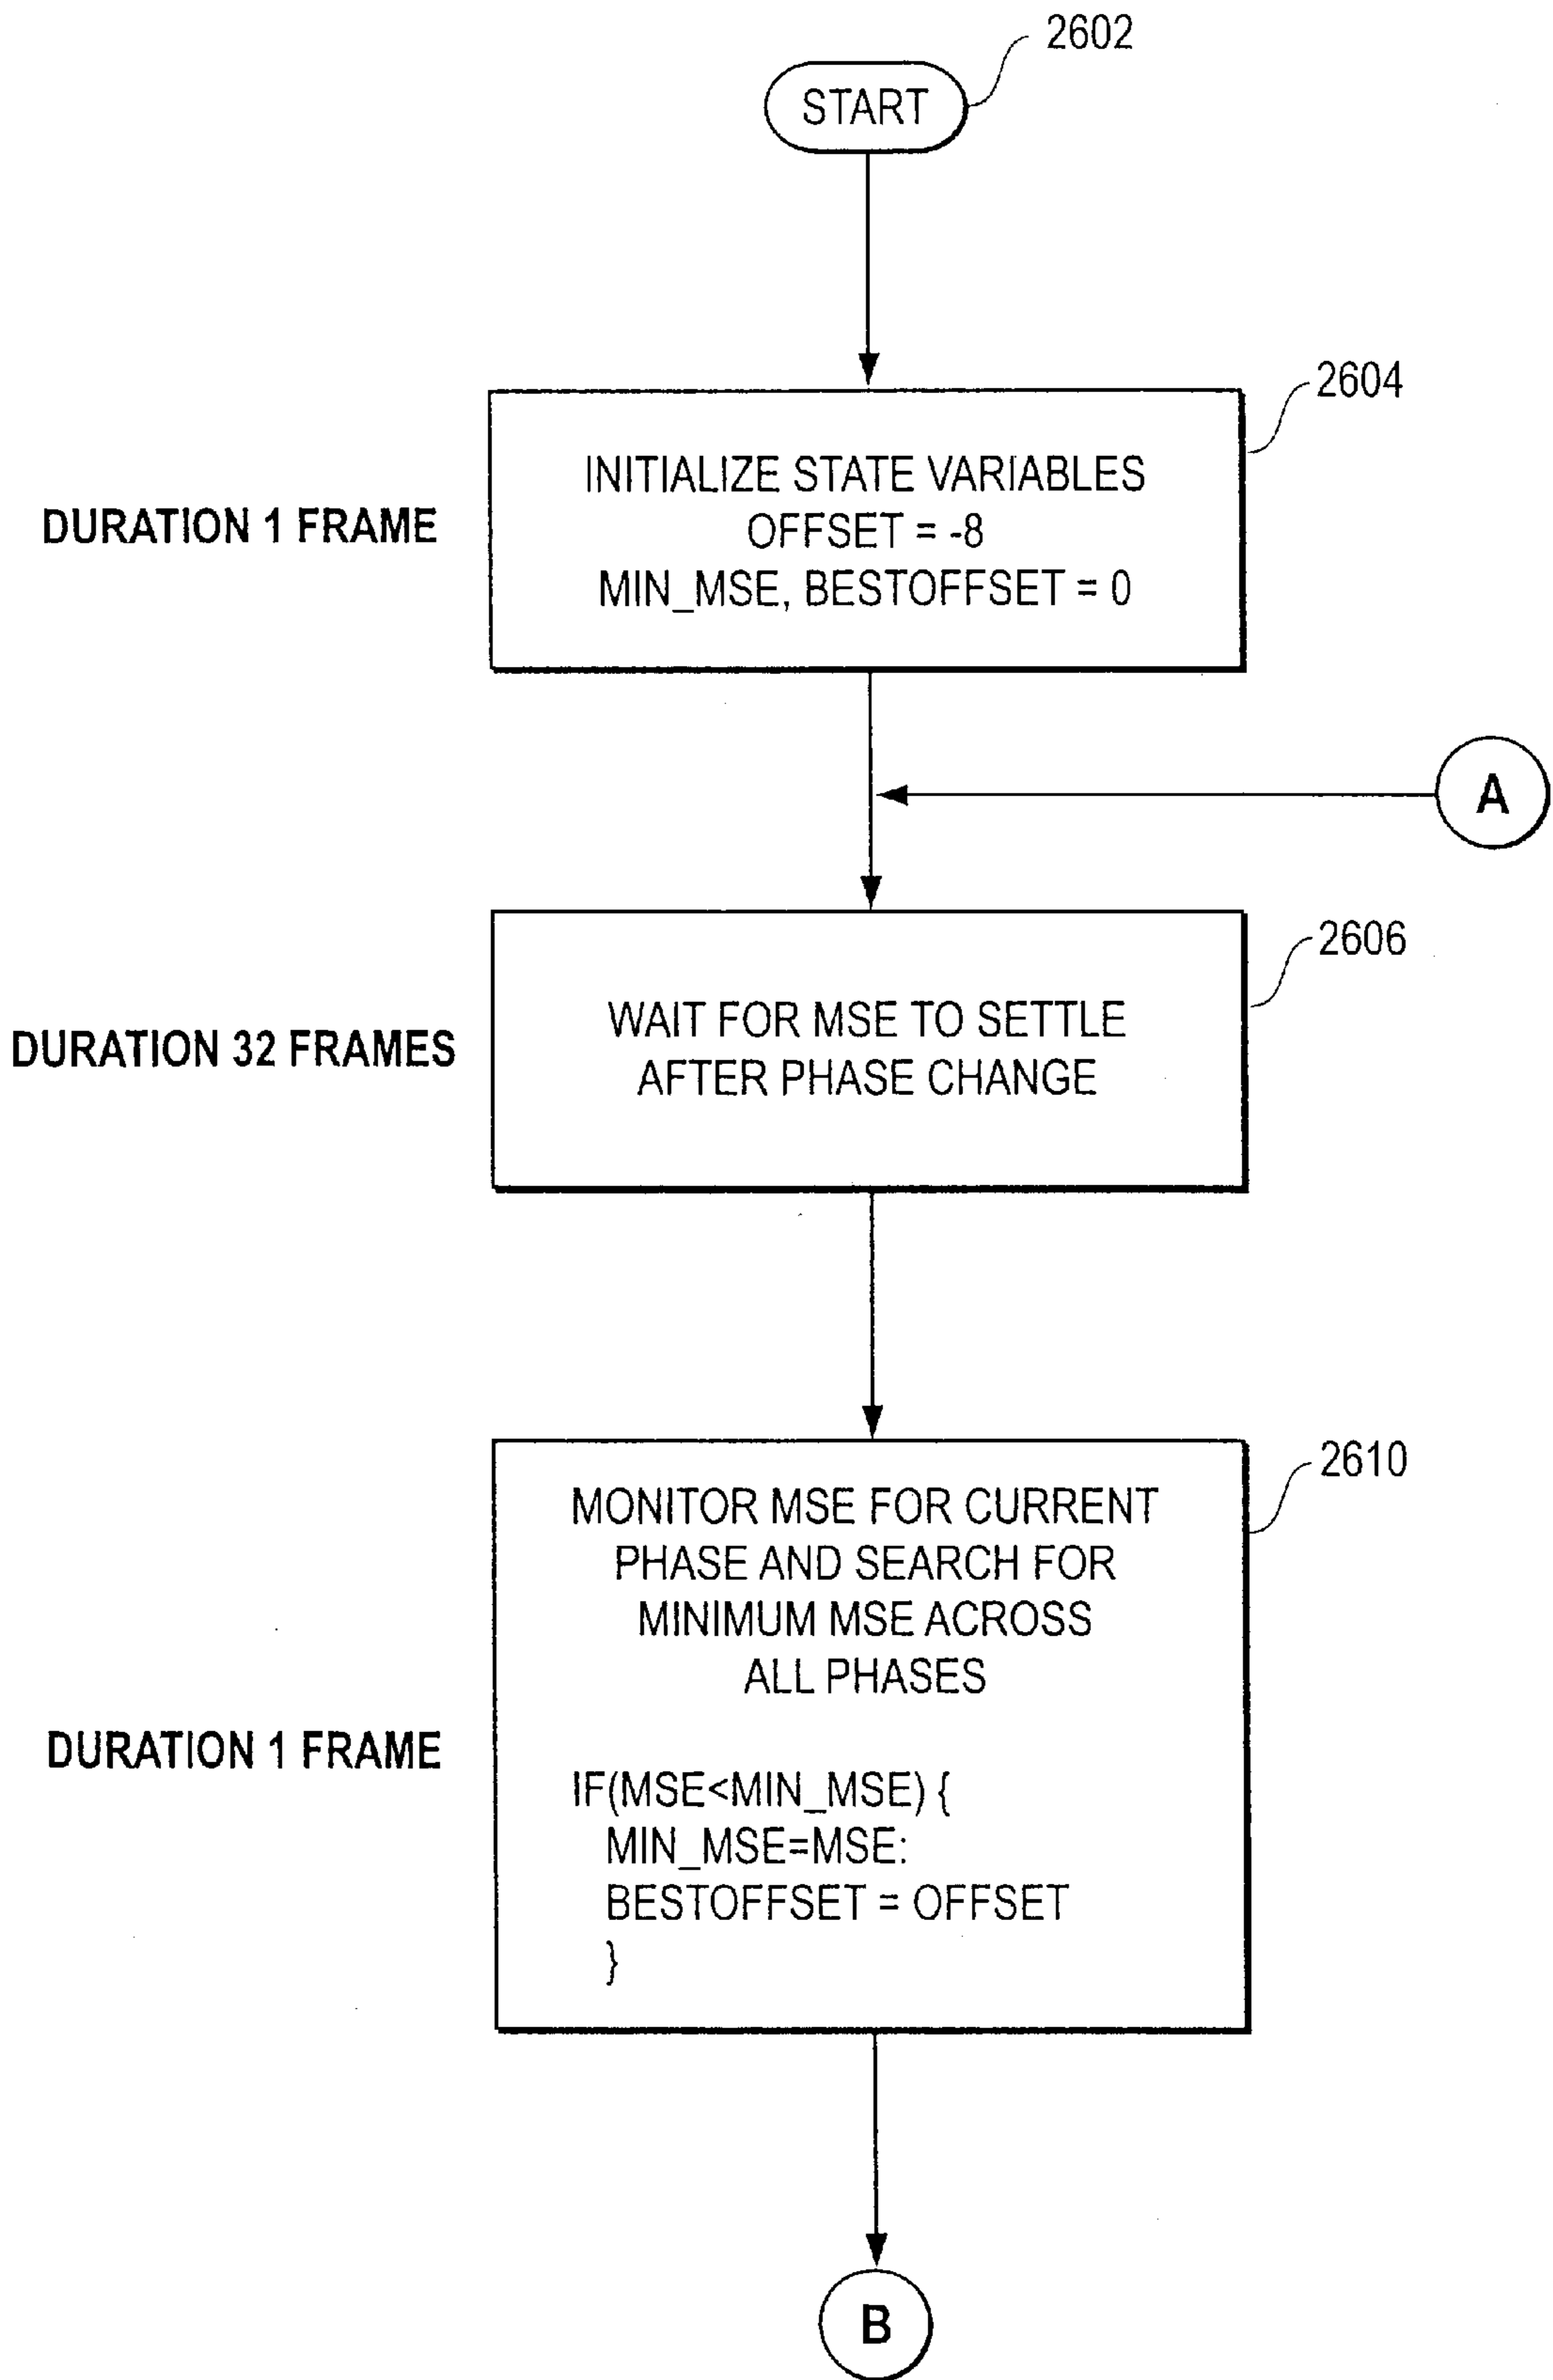 2602
START
2604
INITIALIZE STATE VARIABLES
OFFSET = -8
MIN_MSE, BESTOFFSET = 0
DURATION 1 FRAME
A
2606
WAIT FOR MSE TO SETTLE
AFTER PHASE CHANGE
DURATION 32 FRAMES
2610
MONITOR MSE FOR CURRENT
PHASE AND SEARCH FOR
MINIMUM MSE ACROSS
ALL PHASES
DURATION 1 FRAME
IF(MSE<MIN_MSE) {
MIN_MSE=MSE:
BESTOFFSET = OFFSET
}
B